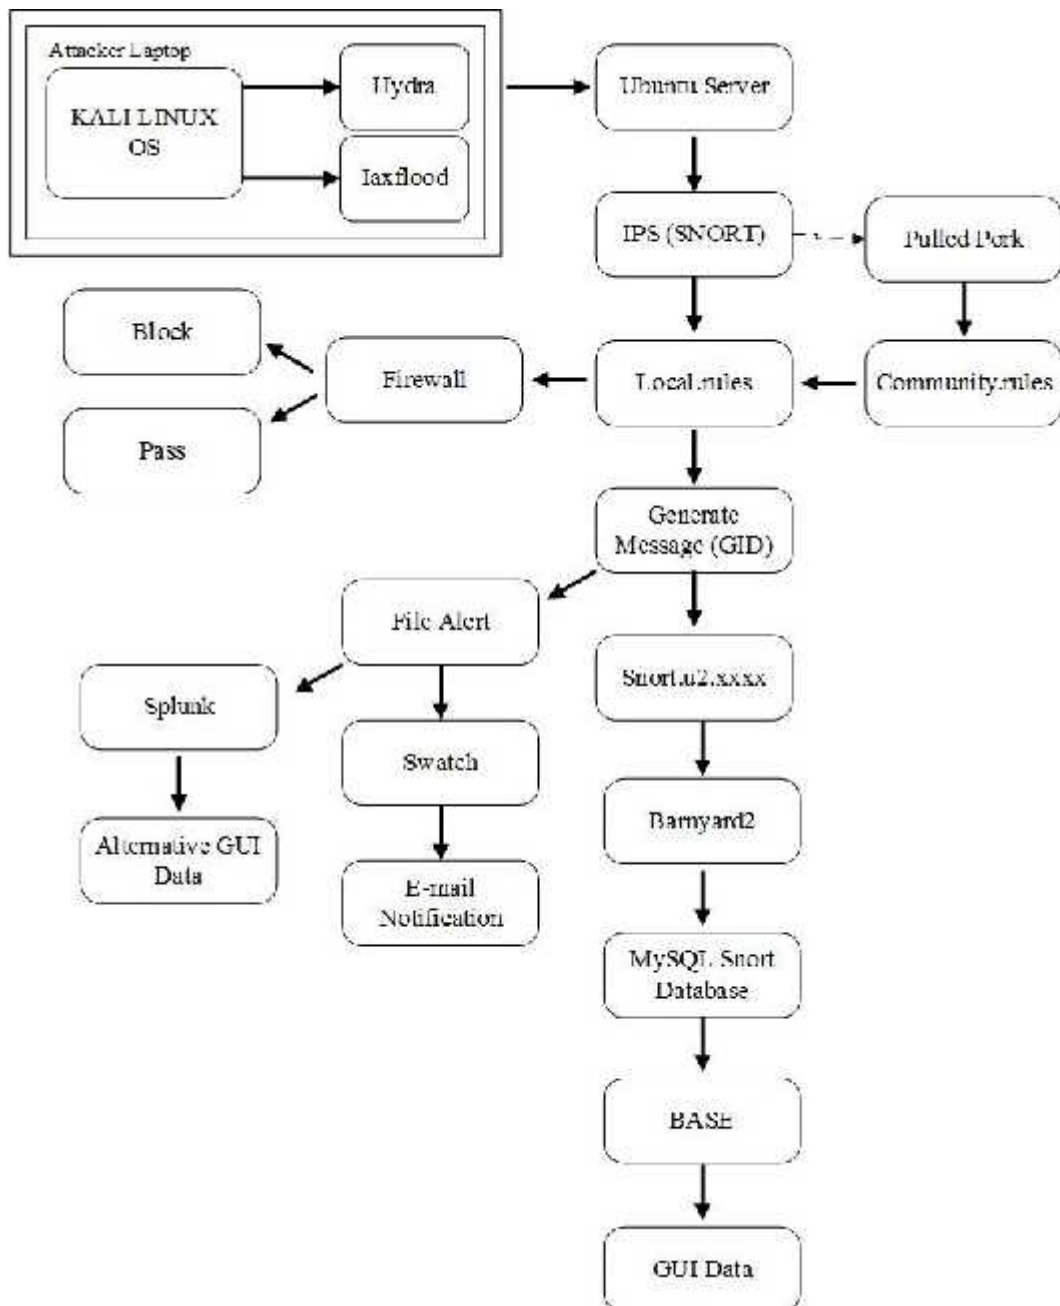 Attacker Laptop
KALI LINUX
OS
Hydra
Iaxflood
Ubuntu Server
IPS (SNORT)
Pulled Pork
Block
Firewall
Local.rules
Community.rules
Pass
Generate
Message (GID)
File Alert
Snort.u2.xxxx
Splunk
Swatch
Barnyard2
Alternative GUI
Data
E-mail
Notification
MySQL Snort
Database
BASE
GUI Data